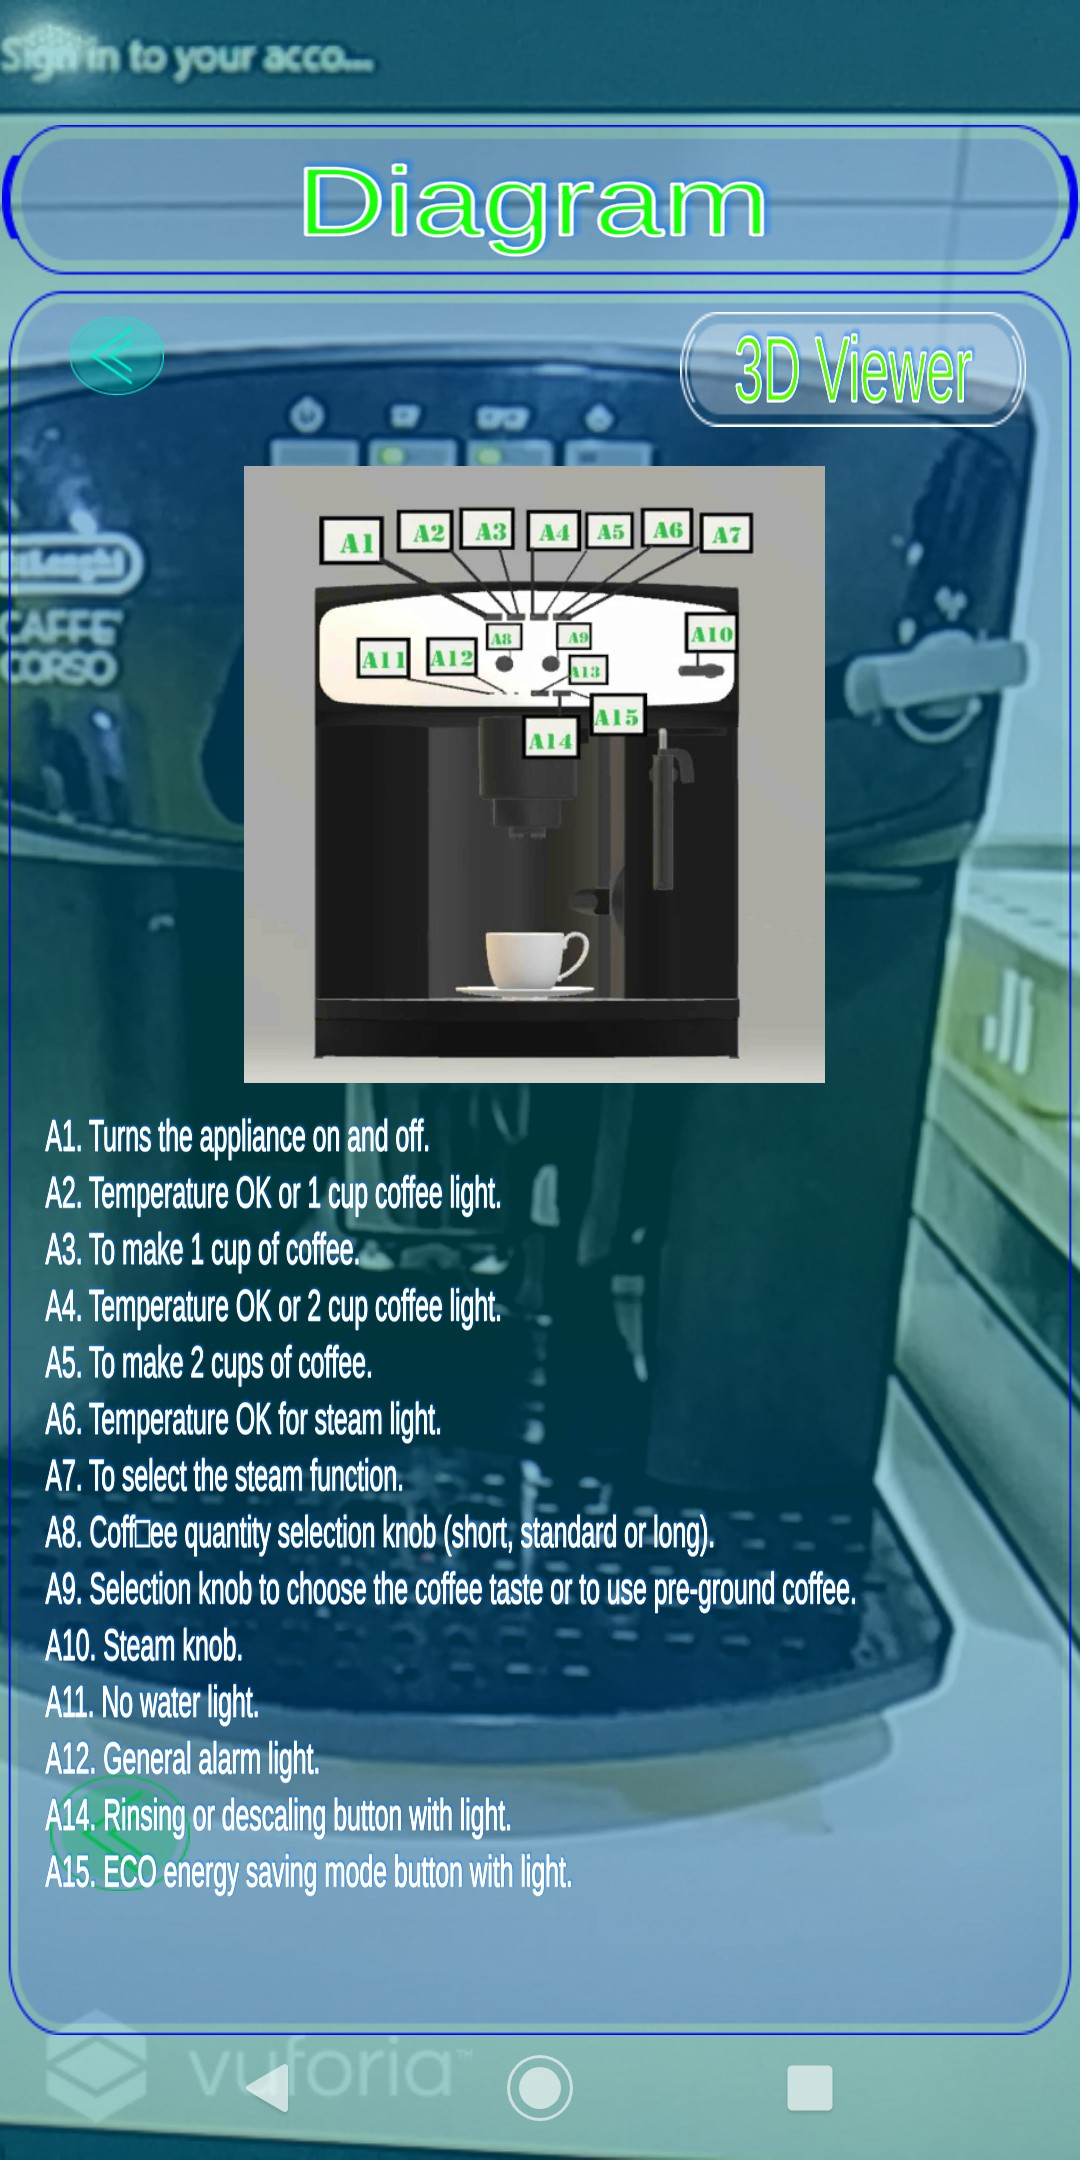 Sign in to your acco...
Diagram
3D Viewer
A1 A2 A3 A4 A5 A6 A7
A8 A9 A10
A11 A12 A13
A14 A15
DeLonghi
CAFFE'
CORSO
A1. Turns the appliance on and off.
A2. Temperature OK or 1 cup coffee light.
A3. To make 1 cup of coffee.
A4. Temperature OK or 2 cup coffee light.
A5. To make 2 cups of coffee.
A6. Temperature OK for steam light.
A7. To select the steam function.
A8. Coff□ee quantity selection knob (short, standard or long).
A9. Selection knob to choose the coffee taste or to use pre-ground coffee.
A10. Steam knob.
A11. No water light.
A12. General alarm light.
A14. Rinsing or descaling button with light.
A15. ECO energy saving mode button with light.
vuforia™